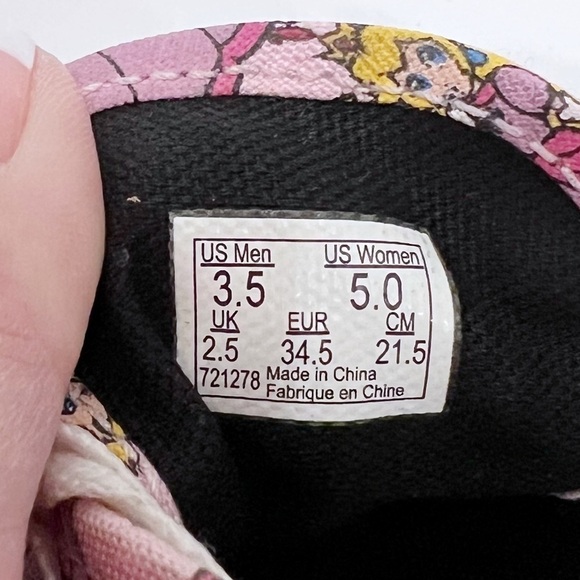 US Men US Women
3.5 5.0
UK EUR CM
2.5 34.5 21.5
721278 Made in China
Fabrique en Chine